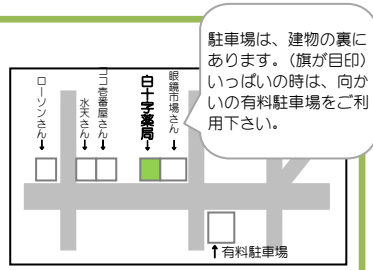 駐車場は、建物の裏に
あります。(旗が目印)
いっぱいの時は、向か
いの有料駐車場をご利
用下さい。
ローソンさん→
水天さん→
ココ壱番屋さん→
白十字薬局→
眼鏡市場さん→
↑有料駐車場